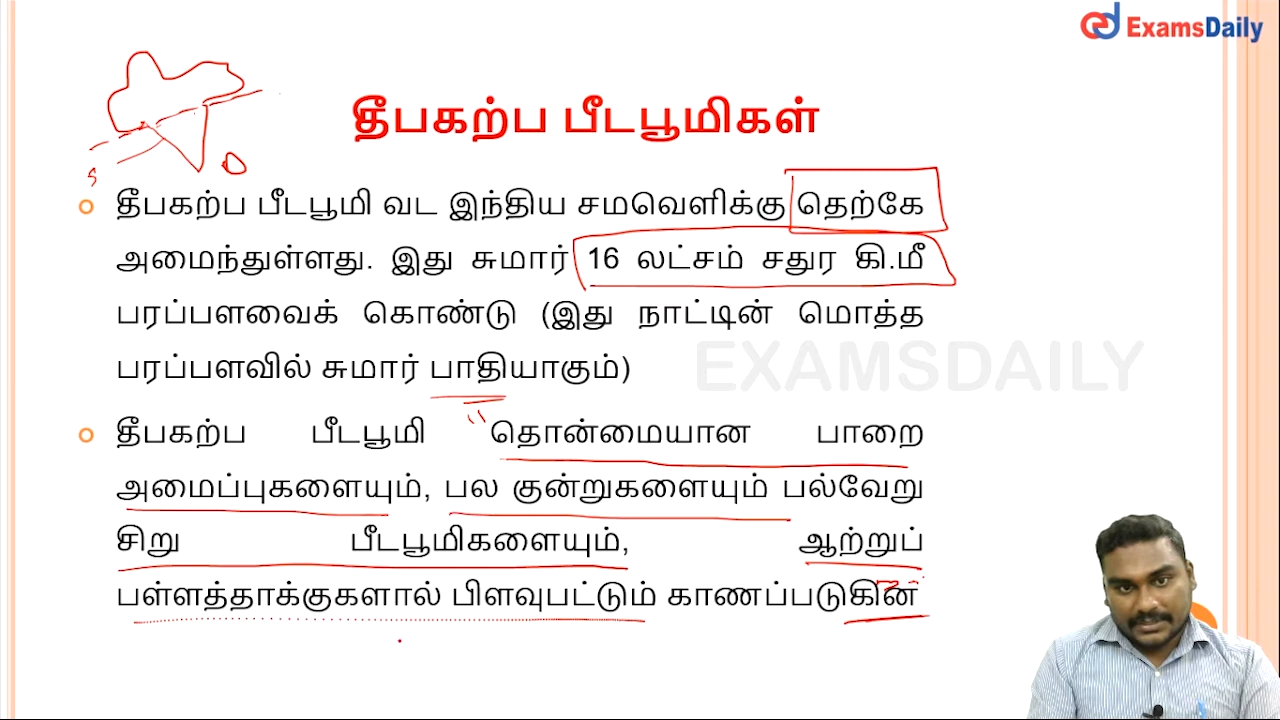 ExamsDaily
தீபகற்ப பீடபூமிகள்
தீபகற்ப பீடபூமி வட இந்திய சமவெளிக்கு தெற்கே
அமைந்துள்ளது. இது சுமார் 16 லட்சம் சதுர கி.மீ
பரப்பளவைக் கொண்டு (இது நாட்டின் மொத்த
பரப்பளவில் சுமார் பாதியாகும்)
EXAMSDAILY
தீபகற்ப பீடபூமி தொன்மையான பாறை
அமைப்புகளையும், பல குன்றுகளையும் பல்வேறு
சிறு பீடபூமிகளையும், ஆற்றுப்
பள்ளத்தாக்குகளால் பிளவுபட்டும் காணப்படுகின